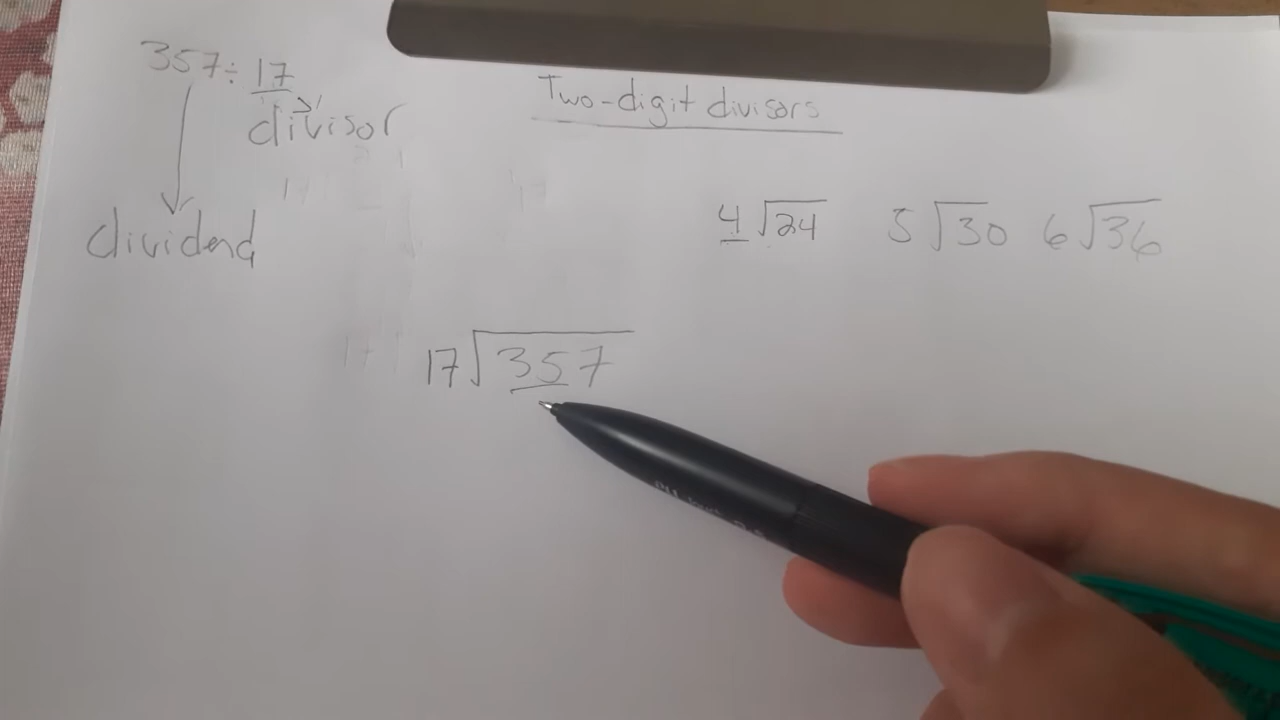 357÷17
divisor
dividend
Two-digit divisors
4√24 5√30 6√36
17√357